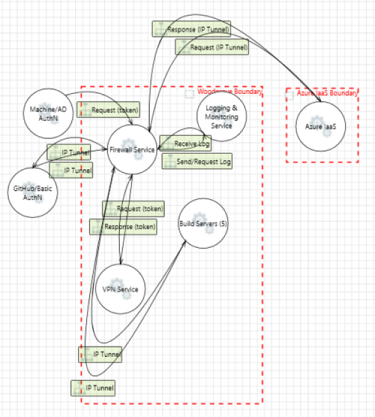 Response (IP Tunnel)
Request (IP Tunnel)
Boundary
Azure IaaS Boundary
Machine/AD
AuthN
Request (token)
Logging &
Monitoring
Service
Azure IaaS
Firewall Service
Receive Log
IP Tunnel
Send/Request Log
IP Tunnel
GitHub/Basic
AuthN
Request (token)
Response (token)
Build Servers (S)
VPN Service
IP Tunnel
IP Tunnel